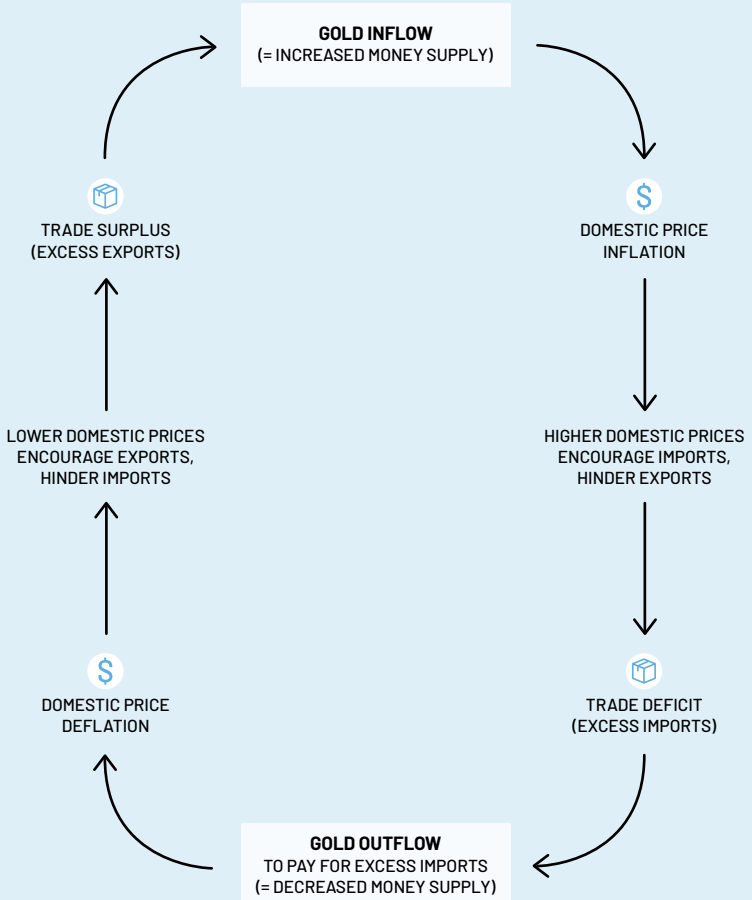 GOLD INFLOW
(= INCREASED MONEY SUPPLY)
$
DOMESTIC PRICE
INFLATION
HIGHER DOMESTIC PRICES
ENCOURAGE IMPORTS,
HINDER EXPORTS
TRADE DEFICIT
(EXCESS IMPORTS)
GOLD OUTFLOW
TO PAY FOR EXCESS IMPORTS
(= DECREASED MONEY SUPPLY)
$
DOMESTIC PRICE
DEFLATION
LOWER DOMESTIC PRICES
ENCOURAGE EXPORTS,
HINDER IMPORTS
TRADE SURPLUS
(EXCESS EXPORTS)